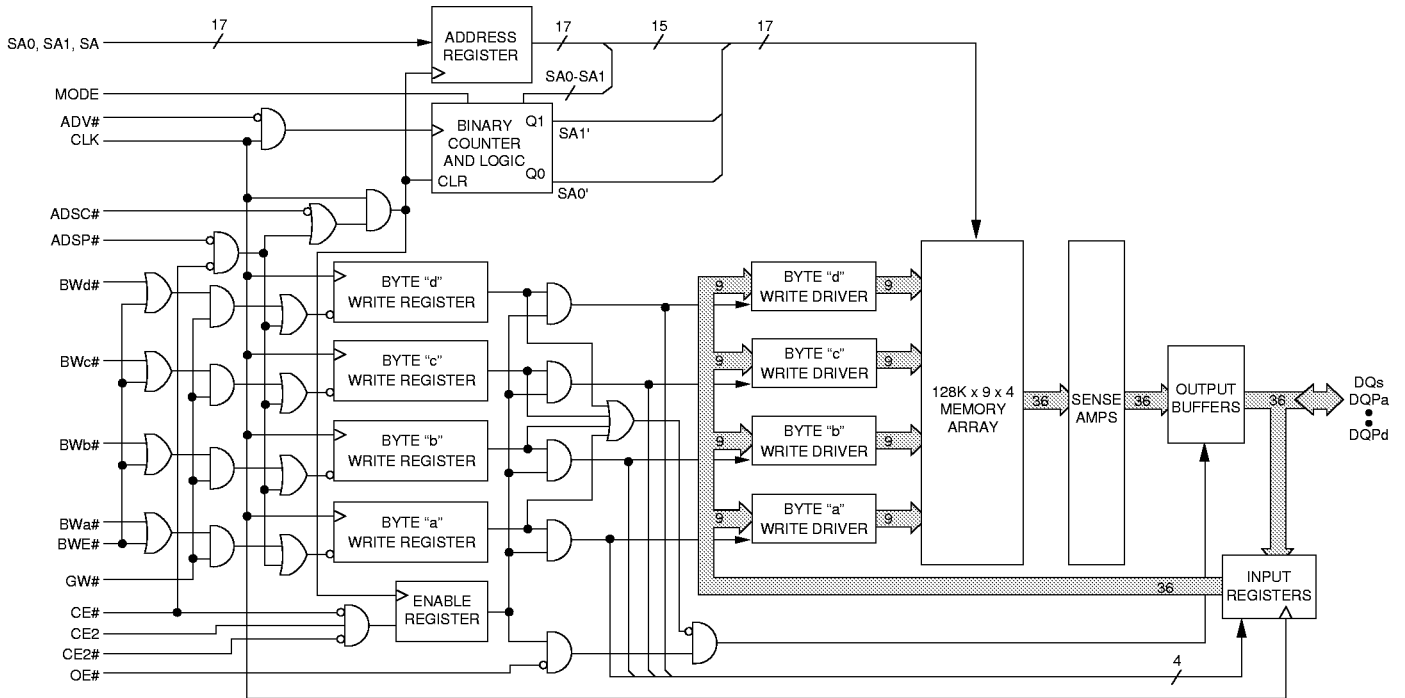 17
17
15
17
SA0, SA1, SA
ADDRESS
REGISTER
SA0-SA1
MODE
ADV#
CLK
BINARY
COUNTER
AND LOGIC
Q1
SA1'
Q0
SA0'
CLR
ADSC#
ADSP#
BWd#
BYTE “d”
WRITE REGISTER
9
BYTE “d”
WRITE DRIVER
9
BWc#
BYTE “c”
WRITE REGISTER
9
BYTE “c”
WRITE DRIVER
9
BWb#
BYTE “b”
WRITE REGISTER
9
BYTE “b”
WRITE DRIVER
9
BWa#
BWE#
BYTE “a”
WRITE REGISTER
9
BYTE “a”
WRITE DRIVER
9
128K x 9 x 4
MEMORY
ARRAY
36
SENSE
AMPS
36
OUTPUT
BUFFERS
36
DQs
DQPa
DQPd
GW#
CE#
CE2
CE2#
OE#
ENABLE
REGISTER
36
INPUT
REGISTERS
4